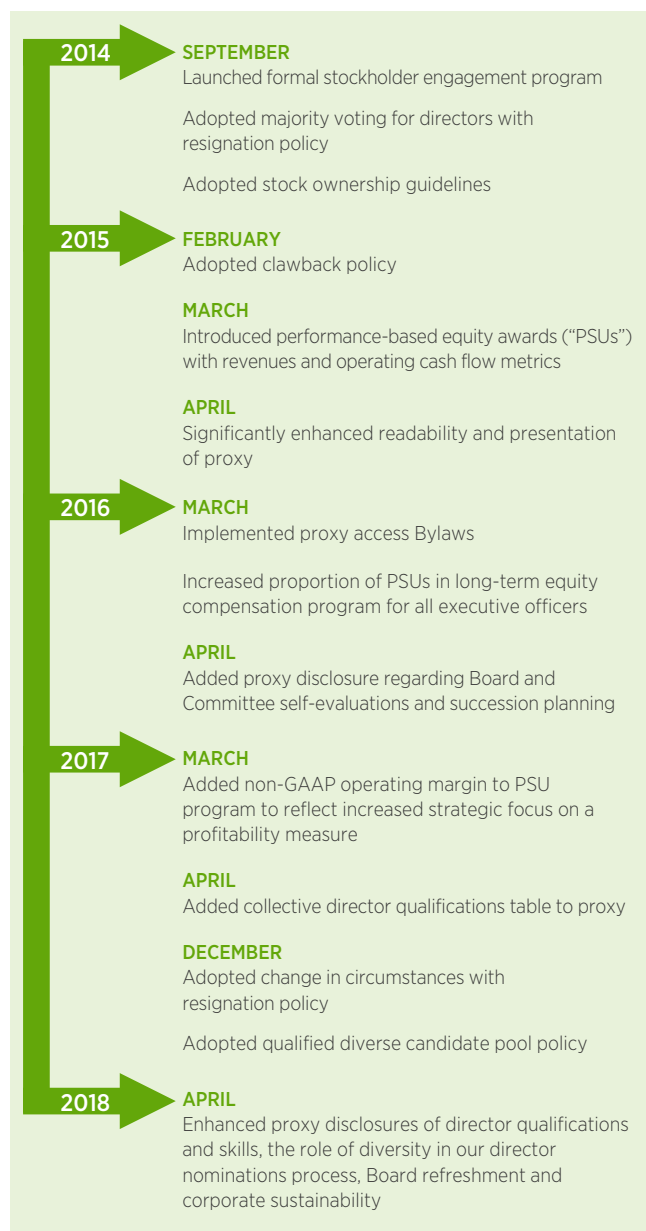 2014
SEPTEMBER
Launched formal stockholder engagement program
Adopted majority voting for directors with
resignation policy
Adopted stock ownership guidelines
2015
FEBRUARY
Adopted clawback policy
MARCH
Introduced performance-based equity awards (“PSUs”)
with revenues and operating cash flow metrics
APRIL
Significantly enhanced readability and presentation
of proxy
2016
MARCH
Implemented proxy access Bylaws
Increased proportion of PSUs in long-term equity
compensation program for all executive officers
APRIL
Added proxy disclosure regarding Board and
Committee self-evaluations and succession planning
2017
MARCH
Added non-GAAP operating margin to PSU
program to reflect increased strategic focus on a
profitability measure
APRIL
Added collective director qualifications table to proxy
DECEMBER
Adopted change in circumstances with
resignation policy
Adopted qualified diverse candidate pool policy
2018
APRIL
Enhanced proxy disclosures of director qualifications
and skills, the role of diversity in our director
nominations process, Board refreshment and
corporate sustainability